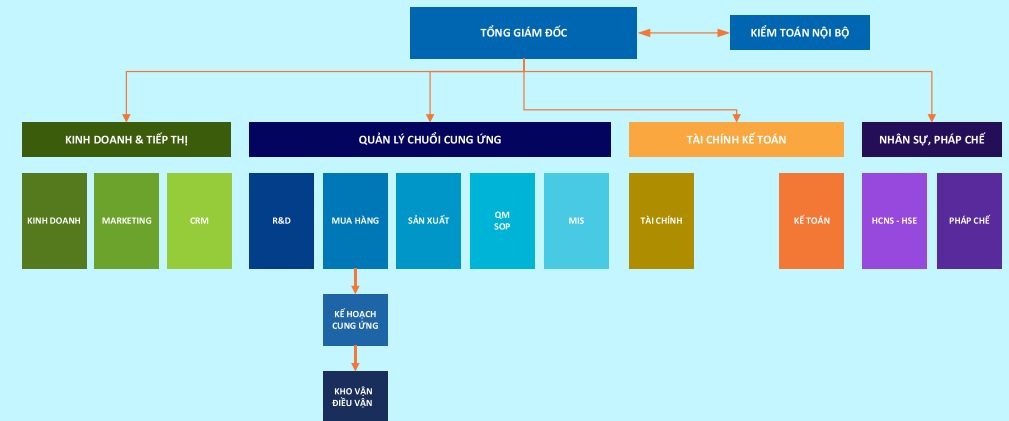 TỔNG GIÁM ĐỐC
KIỂM TOÁN NỘI BỘ
KINH DOANH & TIẾP THỊ
QUẢN LÝ CHUỖI CUNG ỨNG
TÀI CHÍNH KẾ TOÁN
NHÂN SỰ, PHÁP CHẾ
KINH DOANH
MARKETING
CRM
R&D
MUA HÀNG
SẢN XUẤT
QM
SOP
MIS
TÀI CHÍNH
KẾ TOÁN
HCNS - HSE
PHÁP CHẾ
KẾ HOẠCH
CUNG ỨNG
KHO VẬN
ĐIỀU VẬN